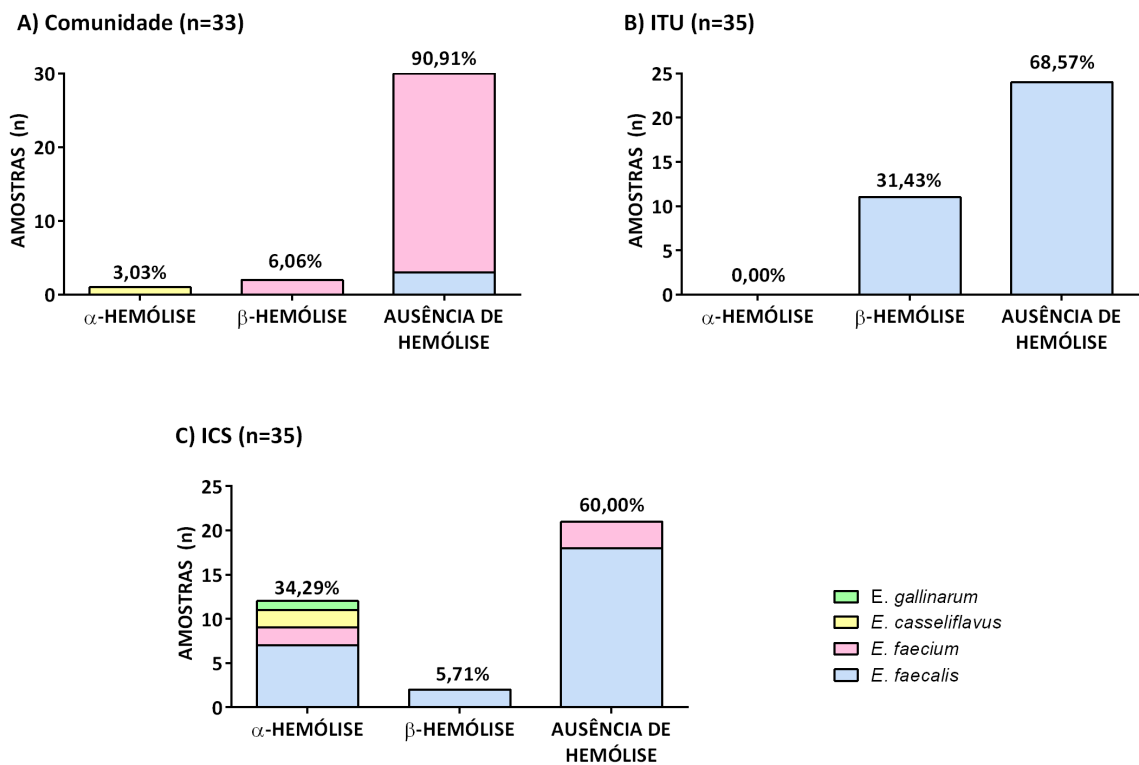 A) Comunidade (n=33)
AMOSTRAS (n)
30
20
10
0
3,03%
6,06%
90,91%
α-HEMÓLISE
β-HEMÓLISE
AUSÊNCIA DE
HEMÓLISE
B) ITU (n=35)
AMOSTRAS (n)
25
20
15
10
5
0
0,00%
31,43%
68,57%
α-HEMÓLISE
β-HEMÓLISE
AUSÊNCIA DE
HEMÓLISE
C) ICS (n=35)
AMOSTRAS (n)
25
20
15
10
5
0
34,29%
5,71%
60,00%
α-HEMÓLISE
β-HEMÓLISE
AUSÊNCIA DE
HEMÓLISE
E. gallinarum
E. casseliflavus
E. faecium
E. faecalis